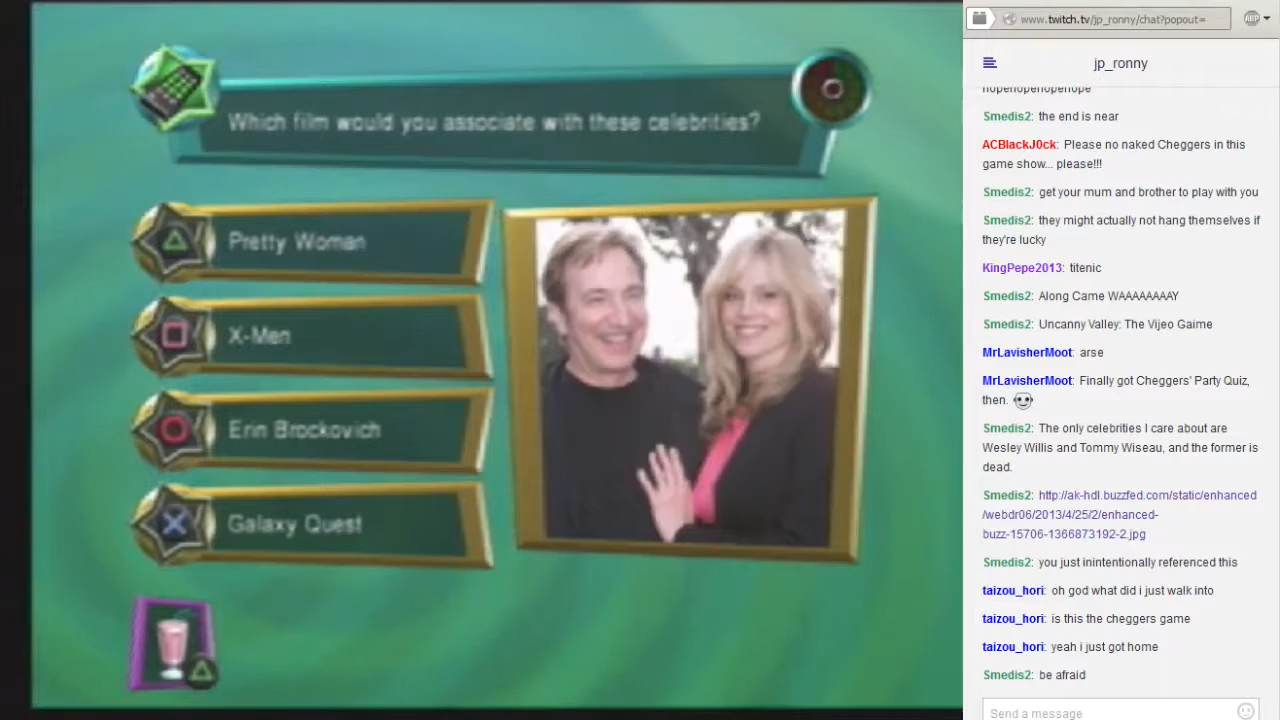 Which film would you associate with these celebrities?
Pretty Woman
X-Men
Erin Brockovich
Galaxy Quest
www.twitch.tv/jp_ronny/chat?popout=
ABP
jp_ronny
hopehopehopehope
Smedis2: the end is near
ACBlackJ0ck: Please no naked Cheggers in this
game show... please!!!
Smedis2: get your mum and brother to play with you
Smedis2: they might actually not hang themselves if
they're lucky
KingPepe2013: titenic
Smedis2: Along Came WAAAAAAAY
Smedis2: Uncanny Valley: The Vijeo Gaime
MrLavisherMoot: arse
MrLavisherMoot: Finally got Cheggers' Party Quiz,
then.
Smedis2: The only celebrities I care about are
Wesley Willis and Tommy Wiseau, and the former is
dead.
Smedis2: http://ak-hdl.buzzfed.com/static/enhanced
/webdr06/2013/4/25/2/enhanced-
buzz-15706-1366873192-2.jpg
Smedis2: you just inintentionally referenced this
taizou_hori: oh god what did i just walk into
taizou_hori: is this the cheggers game
taizou_hori: yeah i just got home
Smedis2: be afraid
Send a message